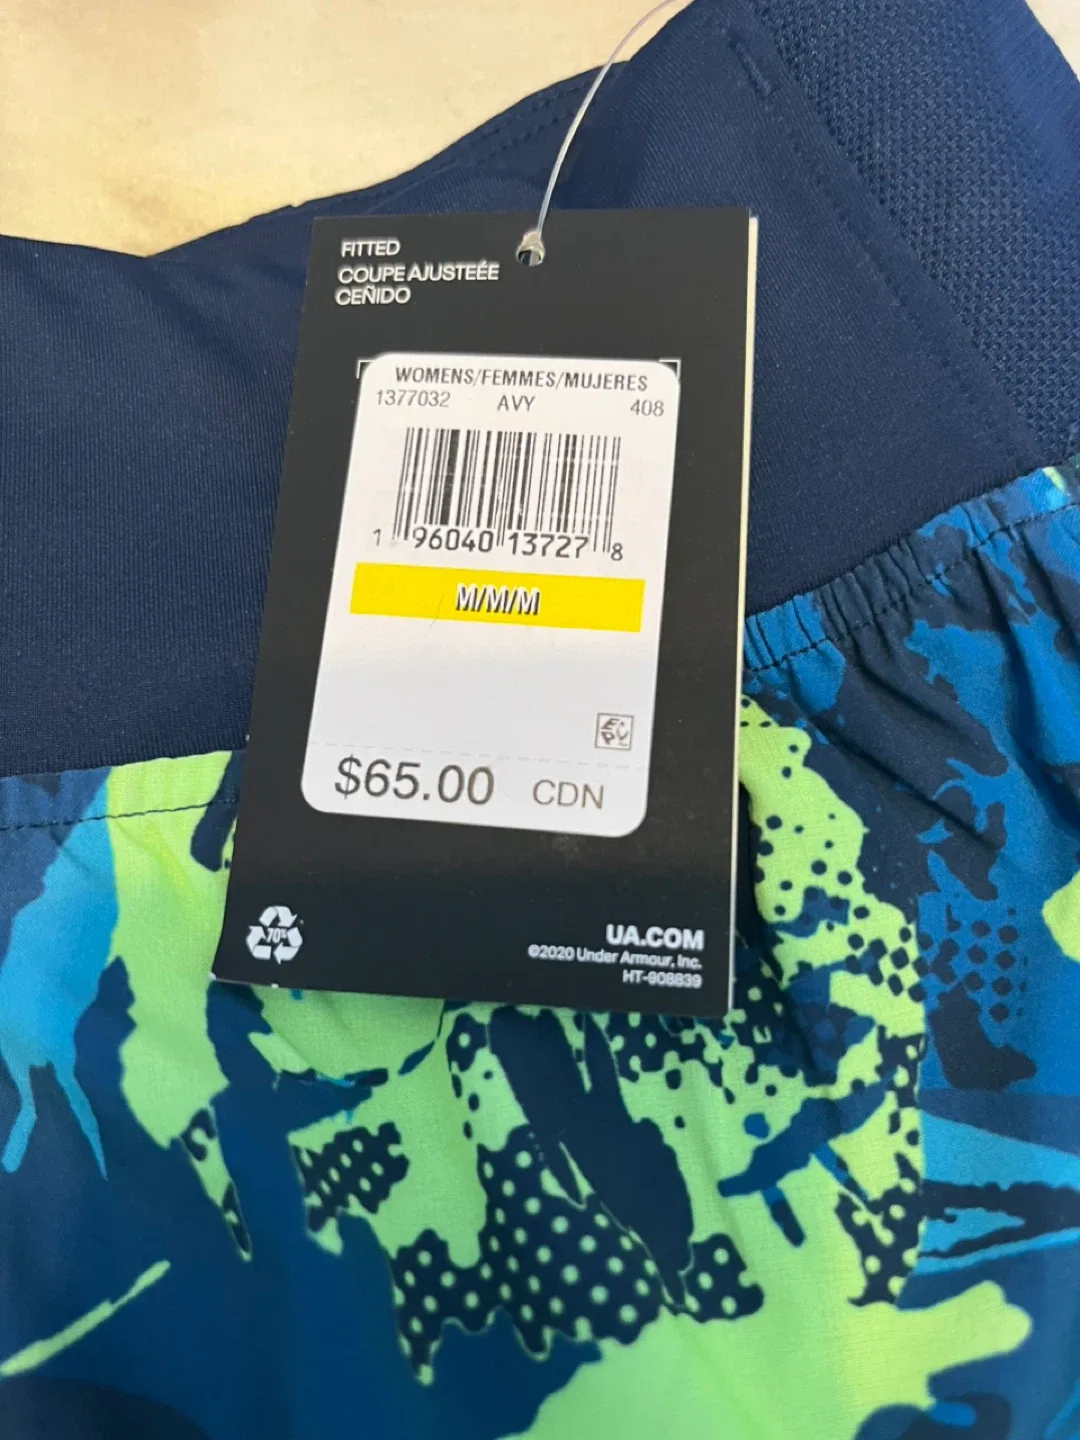 FITTED
COUPE AJUSTEÉE
CEÑIDO
WOMENS/FEMMES/MUJERES
1377032 AVY 408
1 96040 13727 8
M/M/M
$65.00 CDN
70%
UA.COM
©2020 Under Armour, Inc.
HT-908839